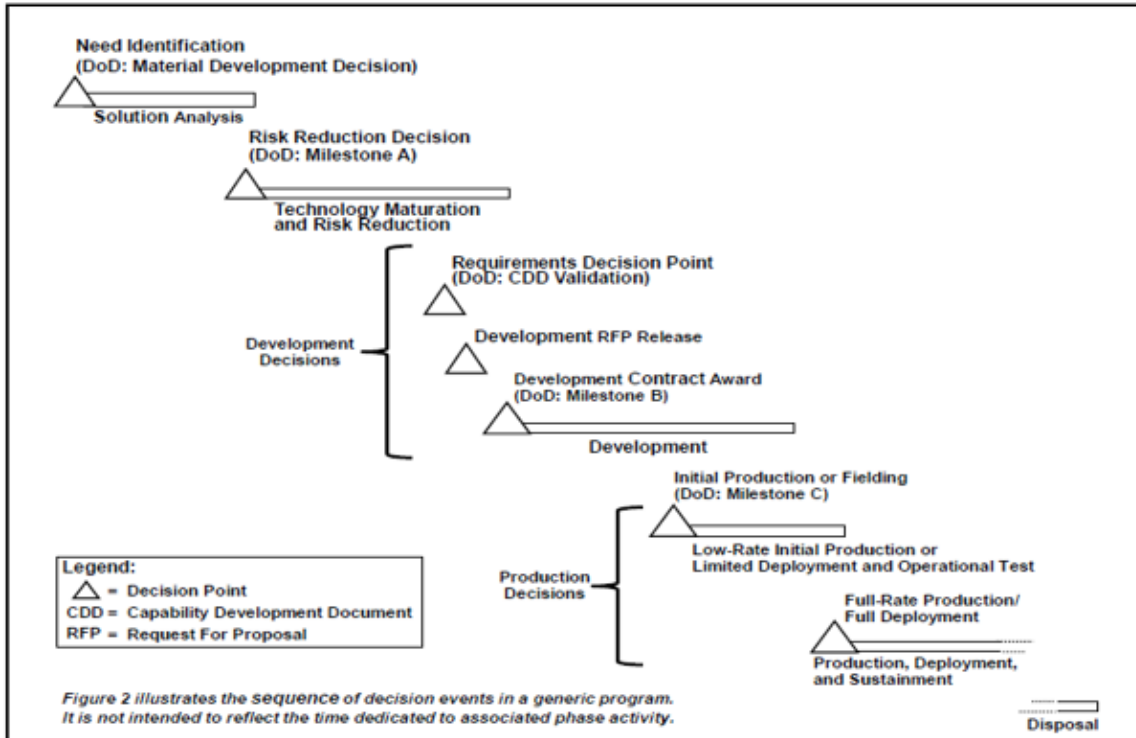 Need Identification
(DoD: Material Development Decision)
Solution Analysis
Risk Reduction Decision
(DoD: Milestone A)
Technology Maturation
and Risk Reduction
Requirements Decision Point
(DoD: CDD Validation)
Development
Decisions
Development RFP Release
Development Contract Award
(DoD: Milestone B)
Development
Initial Production or Fielding
(DoD: Milestone C)
Low-Rate Initial Production or
Limited Deployment and Operational Test
Production
Decisions
Full-Rate Production/
Full Deployment
Production, Deployment,
and Sustainment
Disposal
Legend:
= Decision Point
CDD = Capability Development Document
RFP = Request For Proposal
Figure 2 illustrates the sequence of decision events in a generic program.
It is not intended to reflect the time dedicated to associated phase activity.